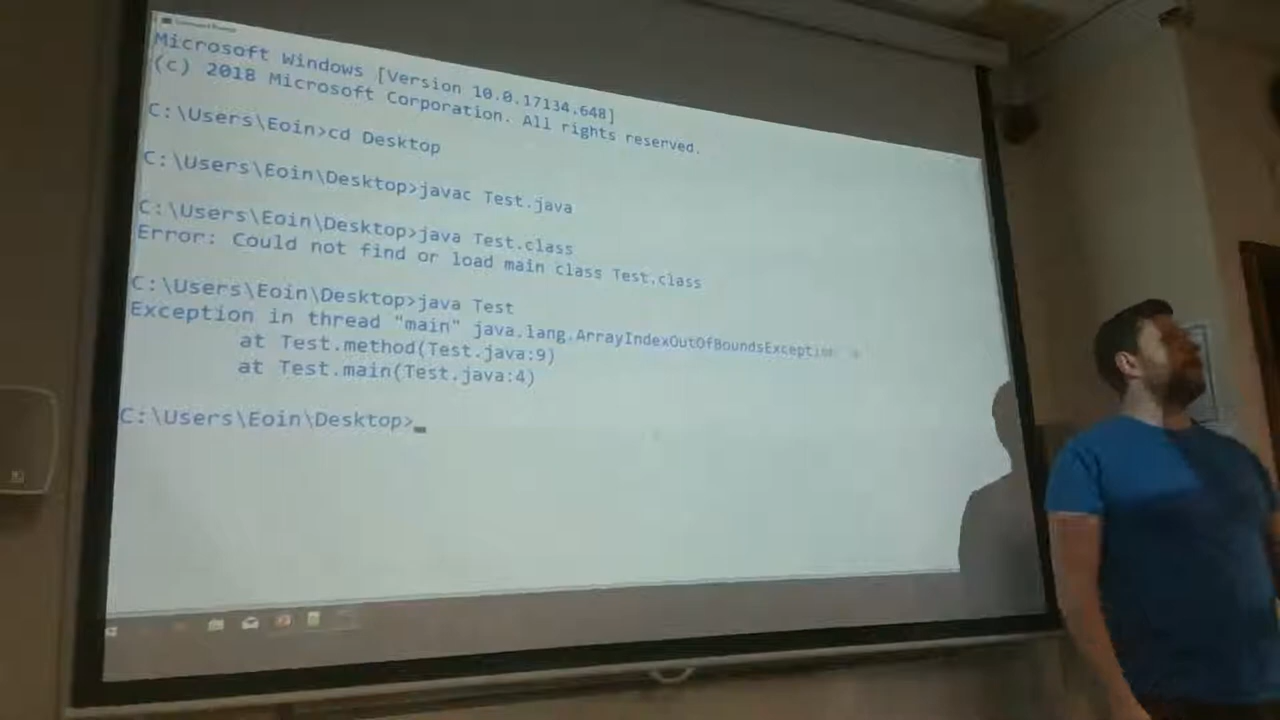 Command Prompt
Microsoft Windows [Version 10.0.17134.648]
(c) 2018 Microsoft Corporation. All rights reserved.
C:\Users\Eoin>cd Desktop
C:\Users\Eoin\Desktop>javac Test.java
C:\Users\Eoin\Desktop>java Test.class
Error: Could not find or load main class Test.class
C:\Users\Eoin\Desktop>java Test
Exception in thread "main" java.lang.ArrayIndexOutOfBoundsException
at Test.method(Test.java:9)
at Test.main(Test.java:4)
C:\Users\Eoin\Desktop>